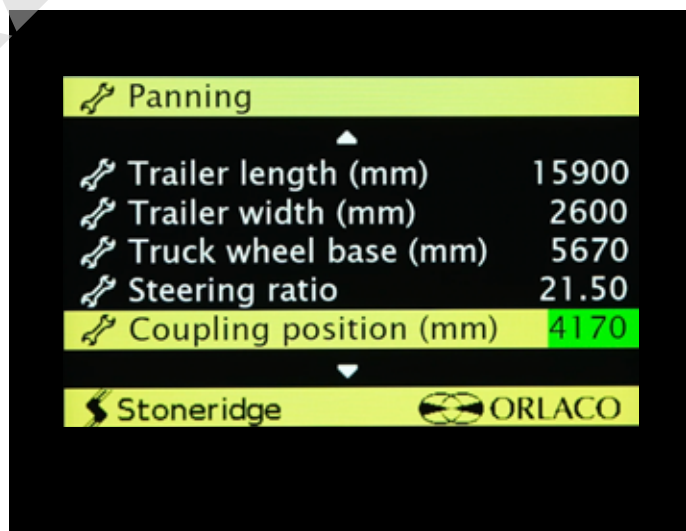 Panning
Trailer length (mm) 15900
Trailer width (mm) 2600
Truck wheel base (mm) 5670
Steering ratio 21.50
Coupling position (mm) 4170
Stoneridge ORLACO